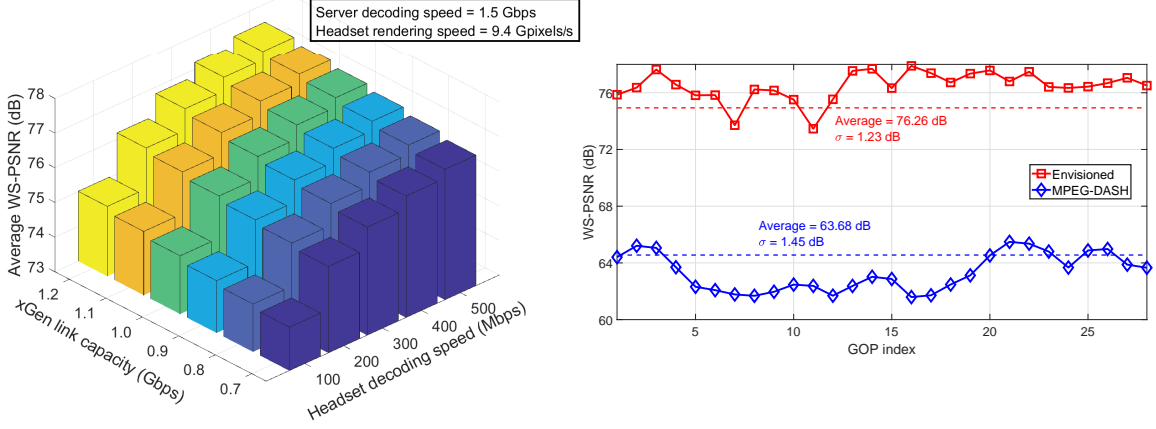 Server decoding speed = 1.5 Gbps
Headset rendering speed = 9.4 Gpixels/s
Average WS-PSNR (dB)
78
77
76
75
74
73
1.2
1.1
1.0
0.9
0.8
0.7
xGen link capacity (Gbps)
100
200
300
400
500
Headset decoding speed (Mbps)
WS-PSNR (dB)
76
72
68
64
60
Average = 76.26 dB
σ = 1.23 dB
Envisioned
MPEG-DASH
Average = 63.68 dB
σ = 1.45 dB
5
10
15
20
25
GOP index